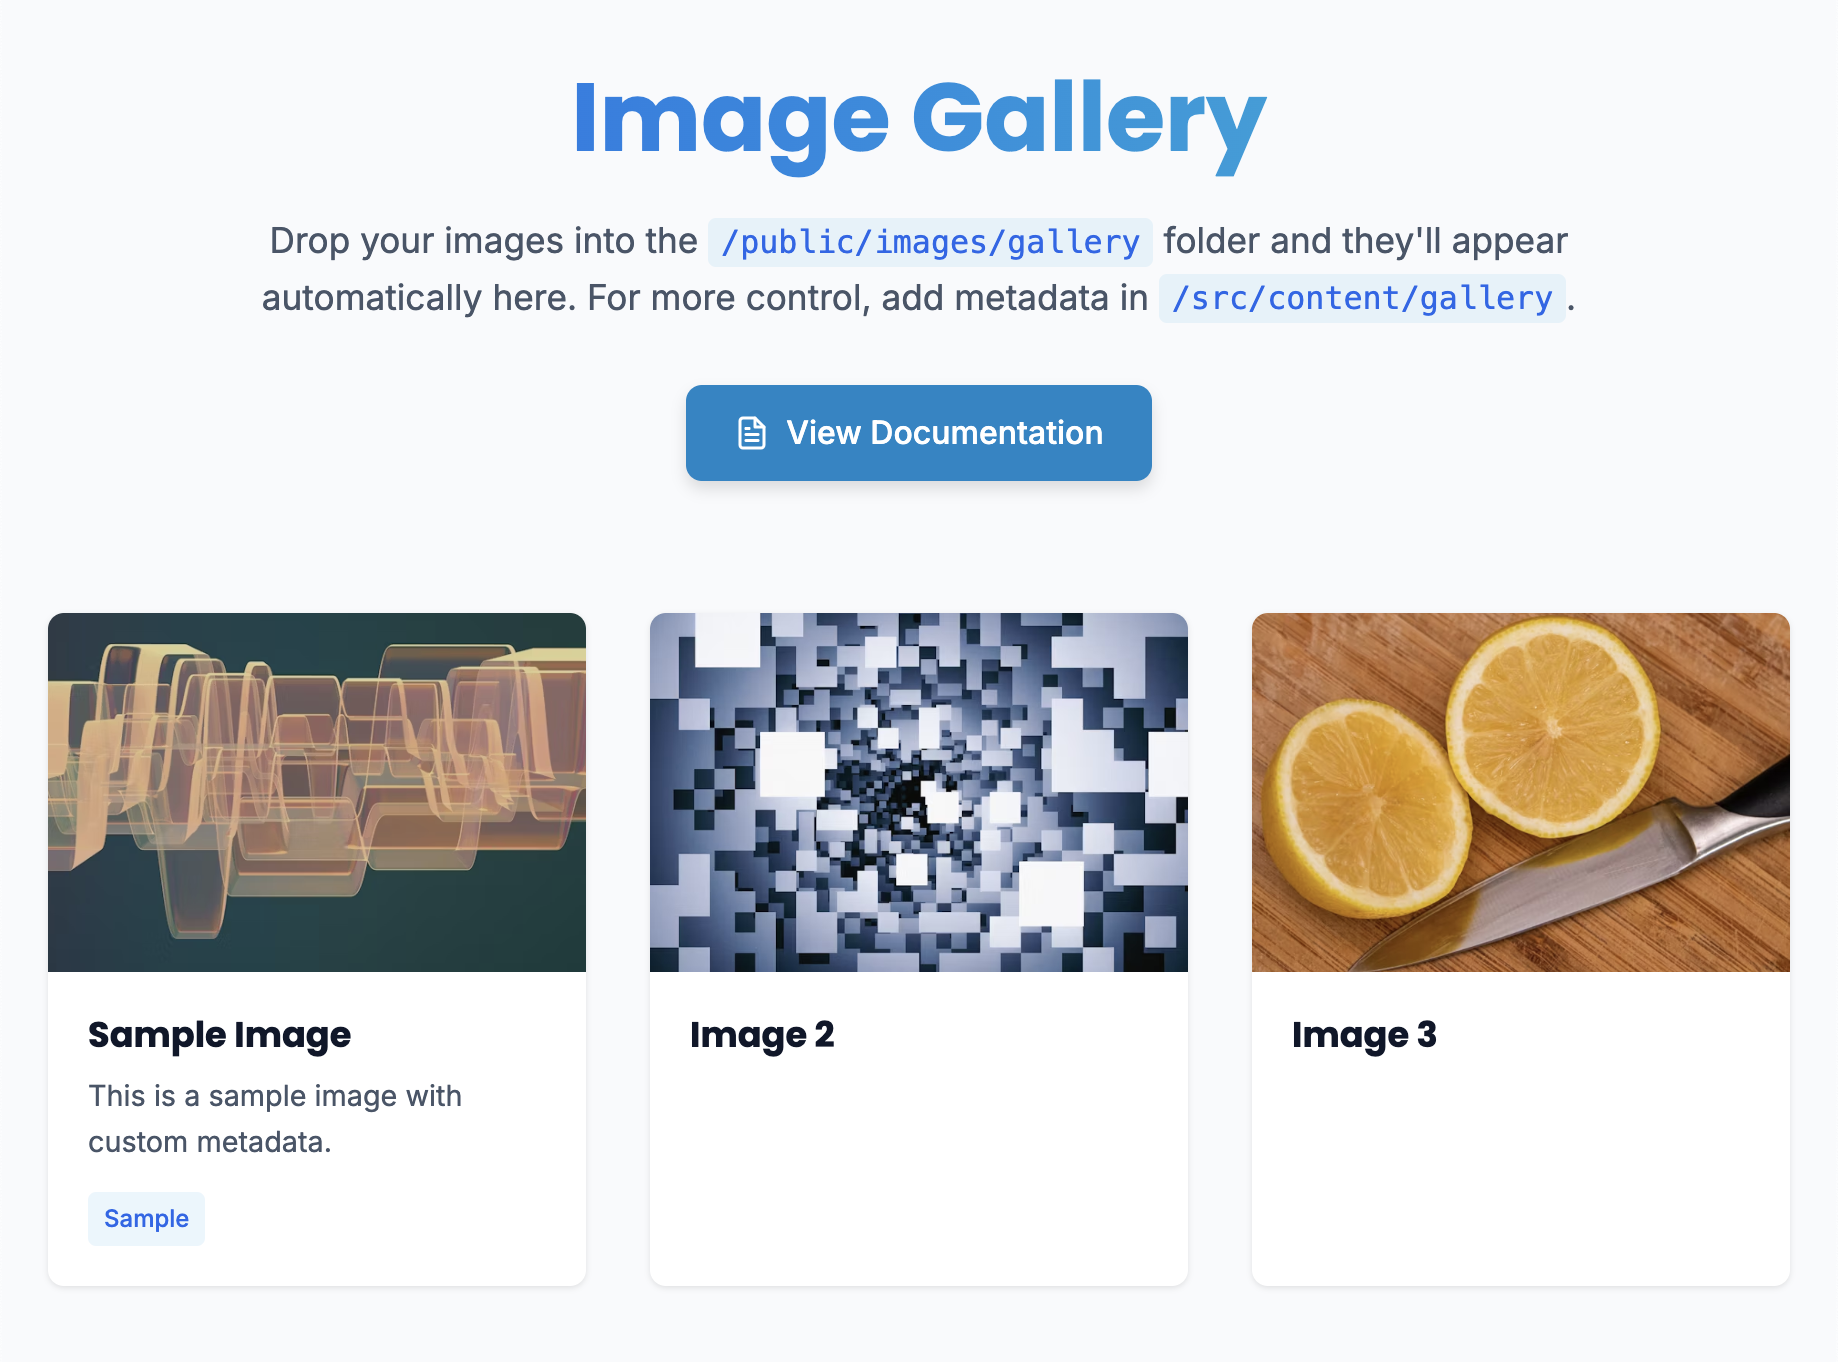 Image Gallery
Drop your images into the /public/images/gallery folder and they'll appear
automatically here. For more control, add metadata in /src/content/gallery.
View Documentation
Sample Image
This is a sample image with
custom metadata.
Sample
Image 2
Image 3